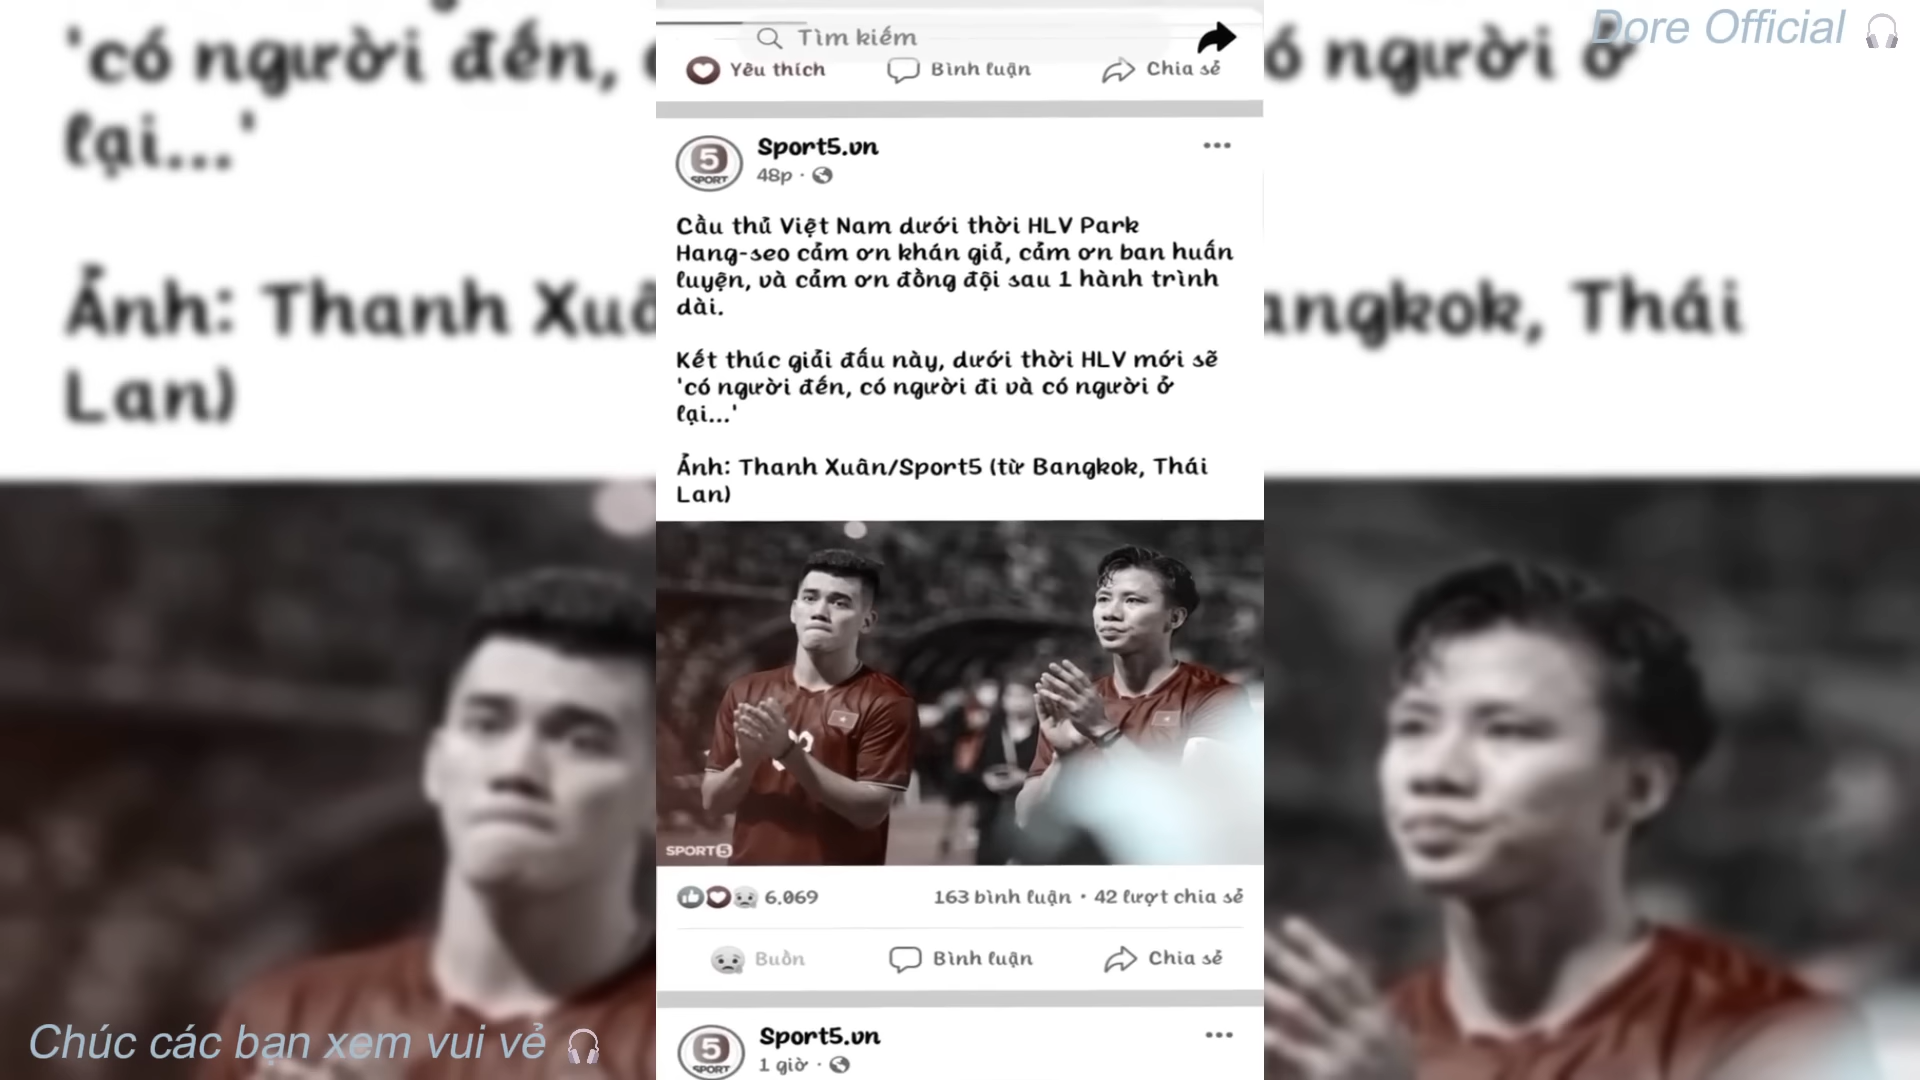 Tìm kiếm
Yêu thích
Bình luận
Chia sẻ
Sport5.vn
48p
Cầu thủ Việt Nam dưới thời HLV Park
Hang-seo cảm ơn khán giả, cảm ơn ban huấn
luyện, và cảm ơn đồng đội sau 1 hành trình
dài.
Kết thúc giải đấu này, dưới thời HLV mới sẽ
'có người đến, có người đi và có người ở
lại...'
Ảnh: Thanh Xuân/Sport5 (từ Bangkok, Thái
Lan)
SPORT5
6.069
163 bình luận • 42 lượt chia sẻ
Buồn
Bình luận
Chia sẻ
Sport5.vn
1 giờ
5
SPORT
5
SPORT
'có người đến,
lại...'
Ảnh: Thanh Xuâ
Lan)
ó người ở
angkok, Thái
Dore Official
Chúc các bạn xem vui vẻ